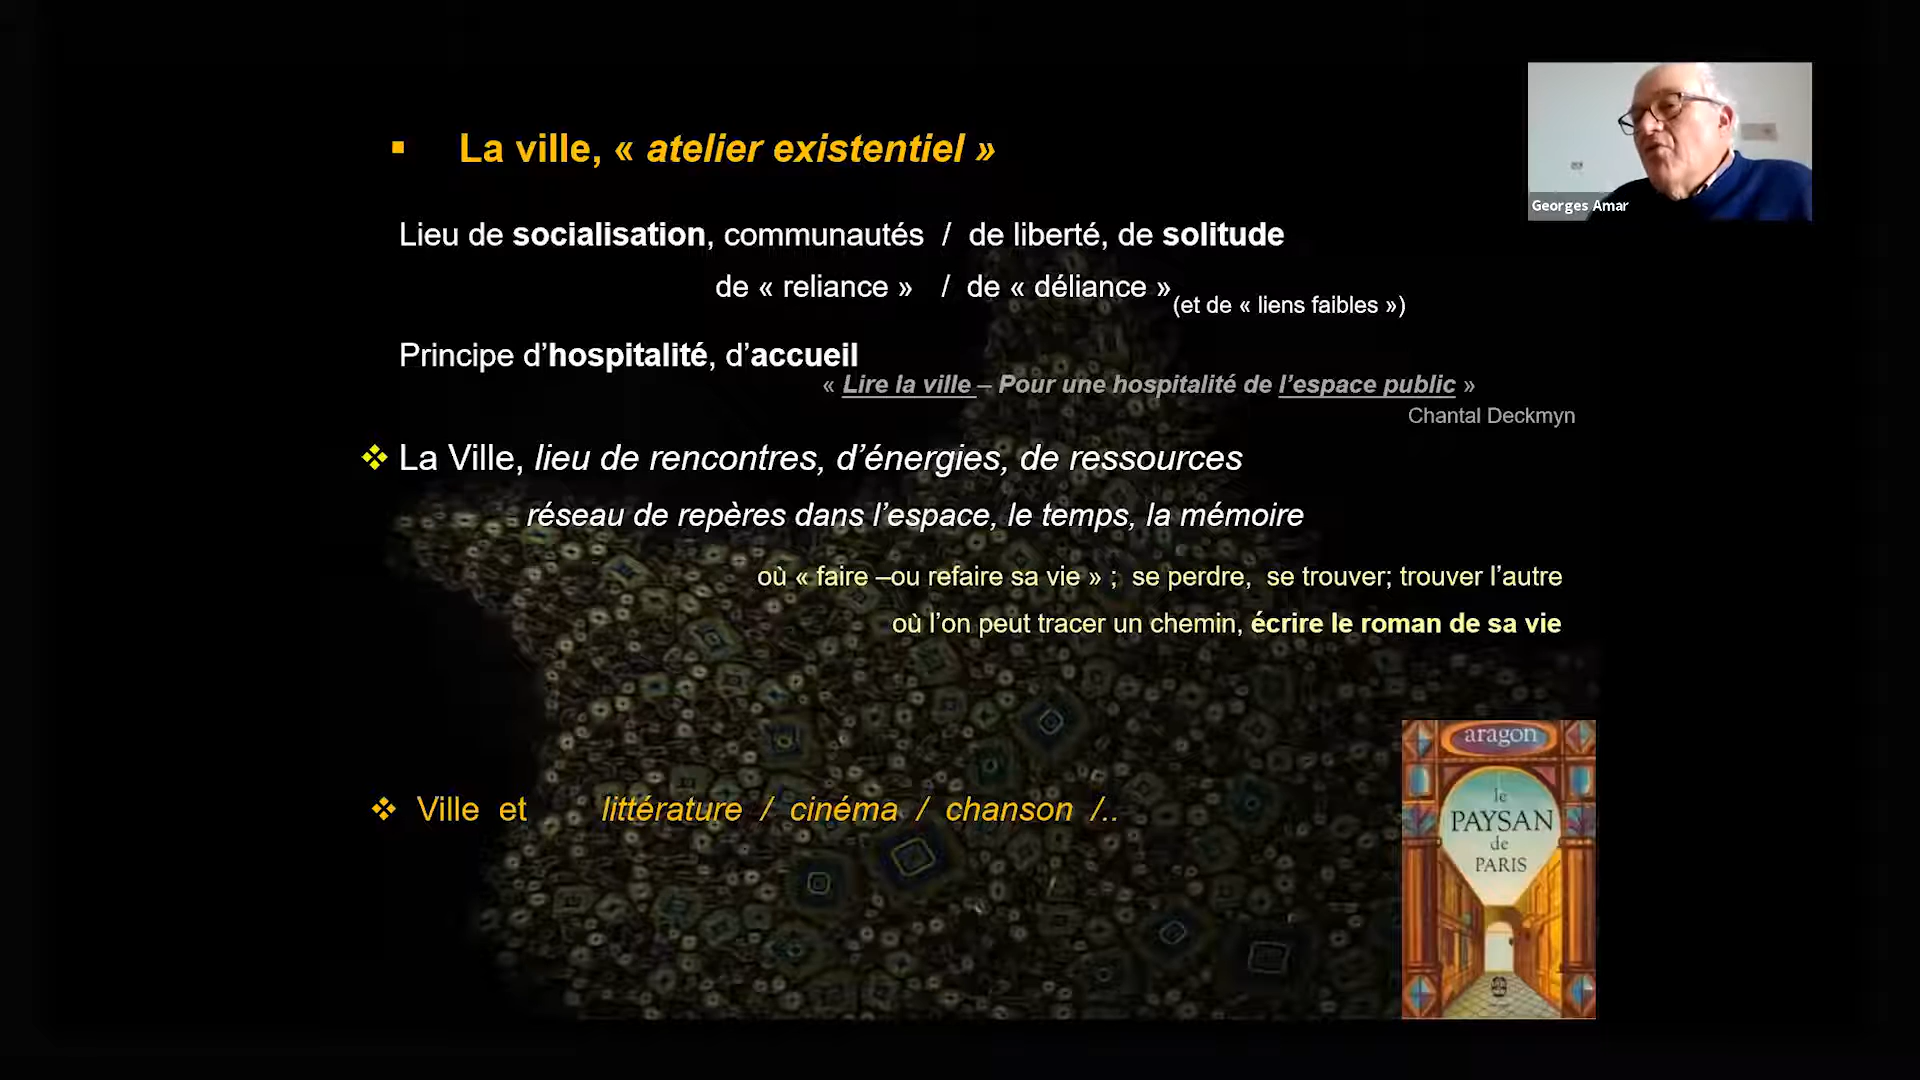 ▪ La ville, « atelier existentiel »
Georges Amar
Lieu de socialisation, communautés / de liberté, de solitude
de « reliance » / de « déliance »
(et de « liens faibles »)
Principe d’hospitalité, d’accueil
« Lire la ville – Pour une hospitalité de l’espace public »
Chantal Deckmyn
❖ La Ville, lieu de rencontres, d’énergies, de ressources
réseau de repères dans l’espace, le temps, la mémoire
où « faire –ou refaire sa vie » ; se perdre, se trouver; trouver l’autre
où l’on peut tracer un chemin, écrire le roman de sa vie
❖ Ville et littérature / cinéma / chanson /..
aragon
le
PAYSAN
de
PARIS